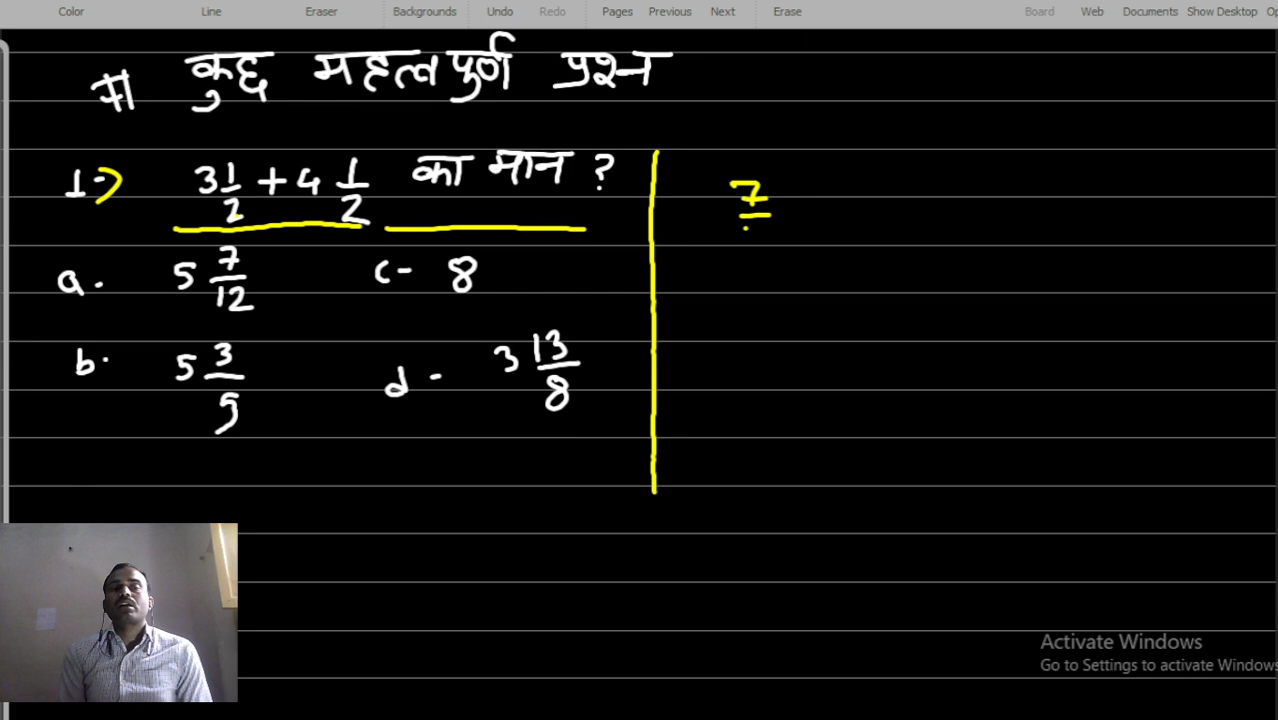 Color Line Eraser Backgrounds Undo Redo Pages Previous Next Erase Board Web Documents Show Desktop Op
# कुछ महत्वपुर्ण प्रश्न
1-> 3 1/2 + 4 1/2 का मान ?
7
a. 5 7/12 c- 8
b. 5 3/5 d- 3 13/8
Activate Windows
Go to Settings to activate Windows